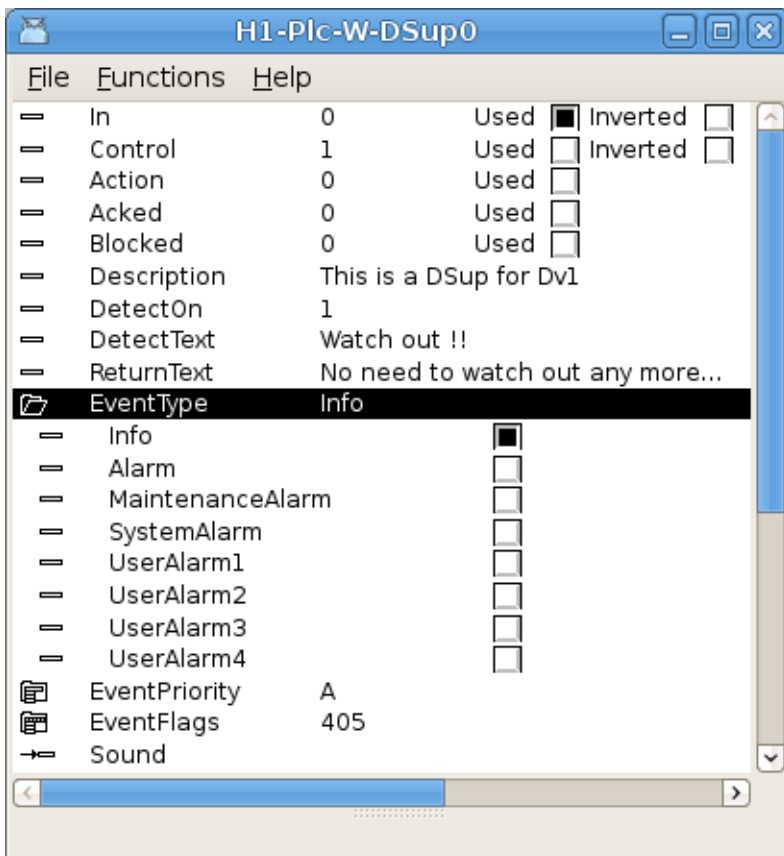 H1-Plc-W-DSup0
File Functions Help
In 0 Used Inverted
Control 1 Used Inverted
Action 0 Used
Acked 0 Used
Blocked 0 Used
Description This is a DSup for Dv1
DetectOn 1
DetectText Watch out !!
ReturnText No need to watch out any more...
EventType Info
Info
Alarm
MaintenanceAlarm
SystemAlarm
UserAlarm1
UserAlarm2
UserAlarm3
UserAlarm4
EventPriority A
EventFlags 405
Sound